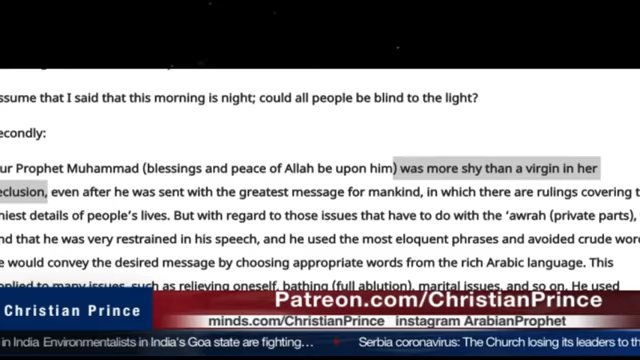 ssume that I said that this morning is night; could all people be blind to the light?
econdly:
ur Prophet Muhammad (blessings and peace of Allah be upon him) was more shy than a virgin in her
eclusion, even after he was sent with the greatest message for mankind, in which there are rulings covering t
niest details of people's lives. But with regard to those issues that have to do with the 'awrah (private parts),
nd that he was very restrained in his speech, and he used the most eloquent phrases and avoided crude wor
e would convey the desired message by choosing appropriate words from the rich Arabic language. This
pplied to many issues, such as relieving oneself, bathing (full ablution), marital issues, and so on. He used
Patreon.com/ChristianPrince
Christian Prince
minds.com/ChristianPrince instagram ArabianProphet
in India Environmentalists in India's Goa state are fighting... Serbia coronavirus: The Church losing its leaders to th